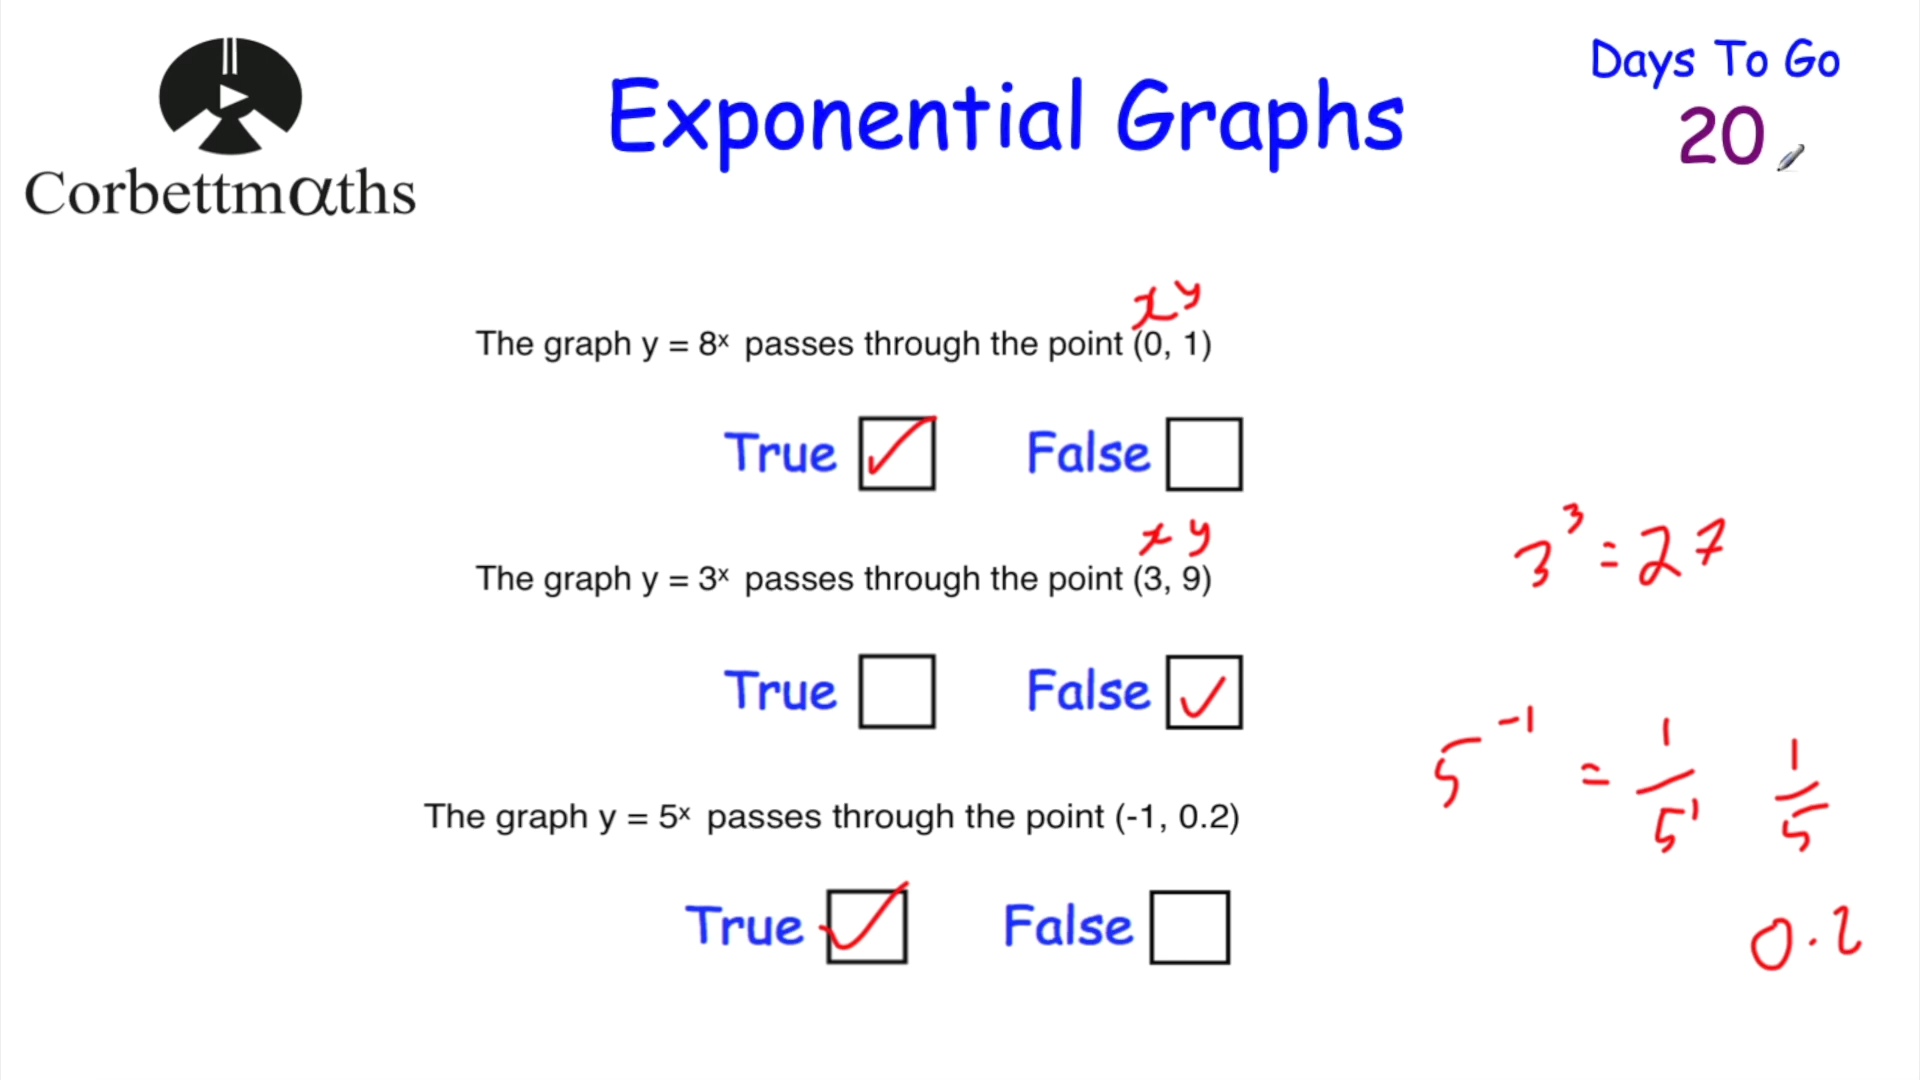 Corbettmαths
Exponential Graphs
Days To Go
20
x y
The graph y = 8ˣ passes through the point (0, 1)
True False
x y
The graph y = 3ˣ passes through the point (3, 9)
True False
3³ = 27
The graph y = 5ˣ passes through the point (-1, 0.2)
True False
5⁻¹ = 1/5¹ 1/5
0.2